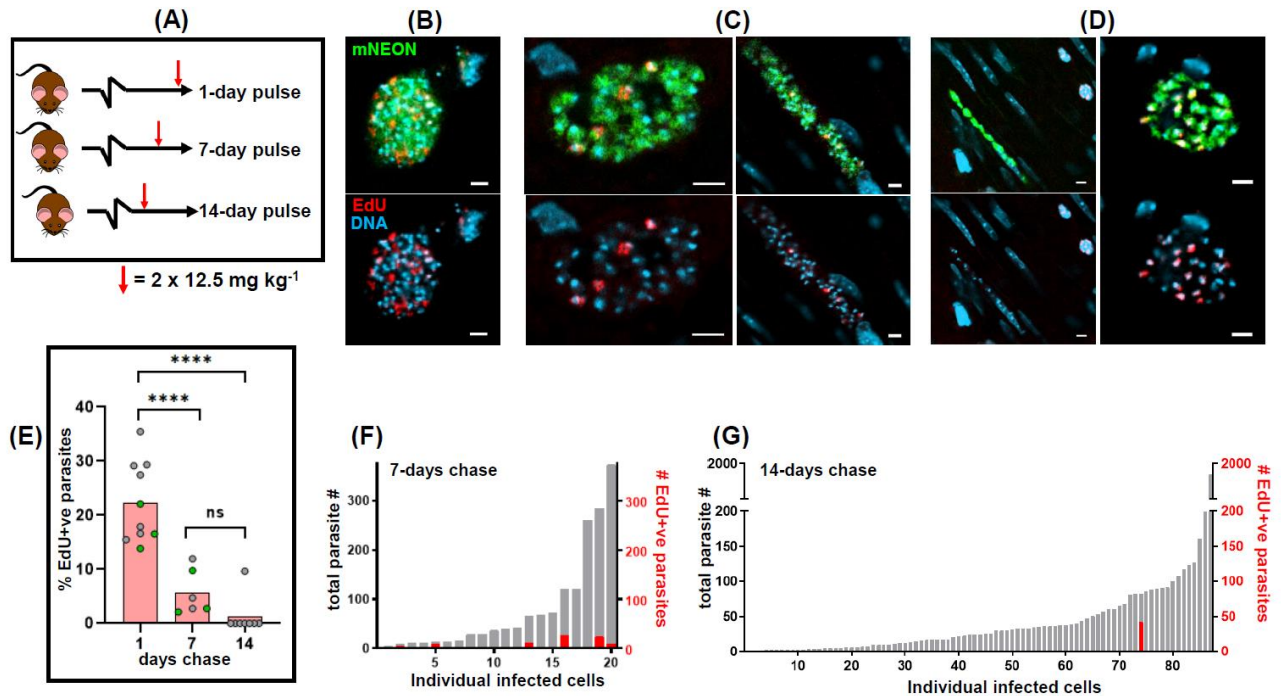 (A)
1-day pulse
7-day pulse
14-day pulse
= 2 x 12.5 mg kg-1
(B)
(C)
(D)
mNEON
EdU
DNA
(E)
% EdU+ve parasites
40
30
20
10
0
****
****
ns
1 7 14
days chase
(F)
7-days chase
total parasite #
300
200
100
0
# EdU+ve parasites
300
200
100
0
5 10 15 20
Individual infected cells
(G)
14-days chase
total parasite #
2000
200
150
100
50
0
# EdU+ve parasites
2000
200
150
100
50
0
10 20 30 40 50 60 70 80
Individual infected cells